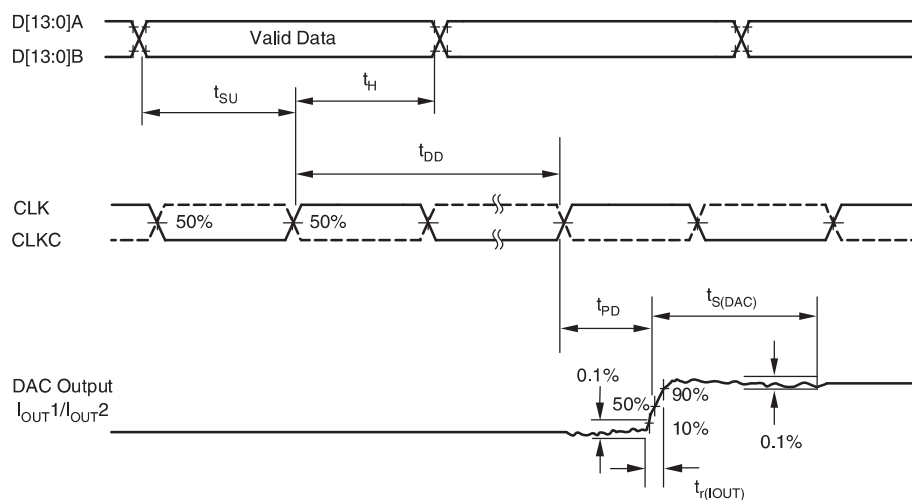 D[13:0]A
Valid Data
D[13:0]B
tSU
tH
tDD
CLK
50%
50%
CLKC
tPD
tS(DAC)
DAC Output
IOUT1/IOUT2
0.1%
50%
90%
10%
0.1%
tr(IOUT)